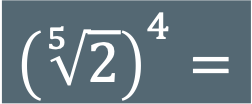 (⁵√2)⁴ =